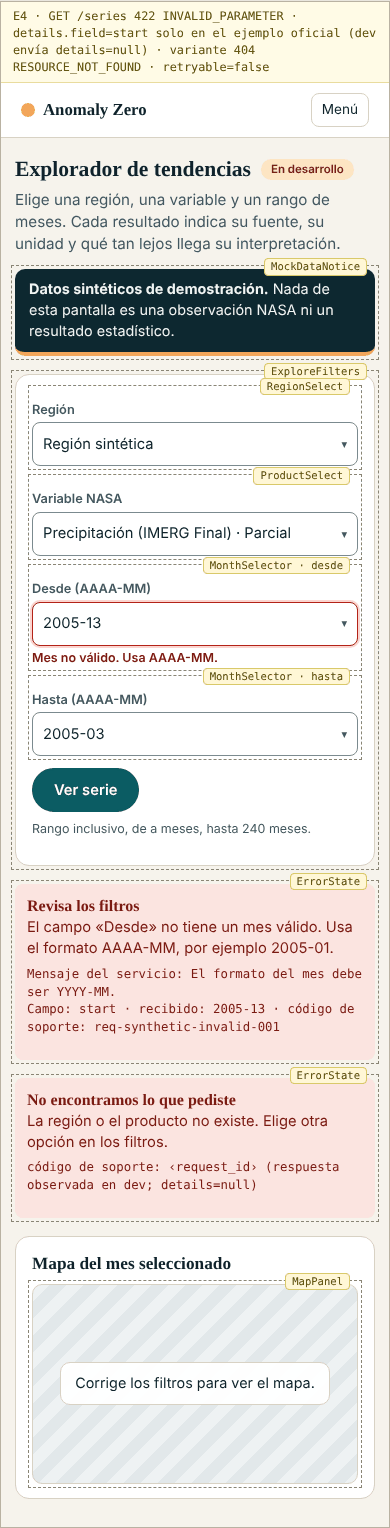 E4 · GET /series 422 INVALID_PARAMETER ·
details.field=start solo en el ejemplo oficial (dev
envía details=null) · variante 404
RESOURCE_NOT_FOUND · retryable=false
Anomaly Zero
Menú
Explorador de tendencias
En desarrollo
Elige una región, una variable y un rango de
meses. Cada resultado indica su fuente, su
unidad y qué tan lejos llega su interpretación.
MockDataNotice
Datos sintéticos de demostración. Nada de
esta pantalla es una observación NASA ni un
resultado estadístico.
ExploreFilters
RegionSelect
Región
Región sintética
▾
ProductSelect
Variable NASA
Precipitación (IMERG Final) · Parcial
▾
MonthSelector · desde
Desde (AAAA-MM)
2005-13
▾
Mes no válido. Usa AAAA-MM.
MonthSelector · hasta
Hasta (AAAA-MM)
2005-03
▾
Ver serie
Rango inclusivo, de a meses, hasta 240 meses.
ErrorState
Revisa los filtros
El campo «Desde» no tiene un mes válido. Usa
el formato AAAA-MM, por ejemplo 2005-01.
Mensaje del servicio: El formato del mes debe
ser YYYY-MM.
Campo: start · recibido: 2005-13 · código de
soporte: req-synthetic-invalid-001
ErrorState
No encontramos lo que pediste
La región o el producto no existe. Elige otra
opción en los filtros.
código de soporte: ‹request_id› (respuesta
observada en dev; details=null)
Mapa del mes seleccionado
MapPanel
Corrige los filtros para ver el mapa.